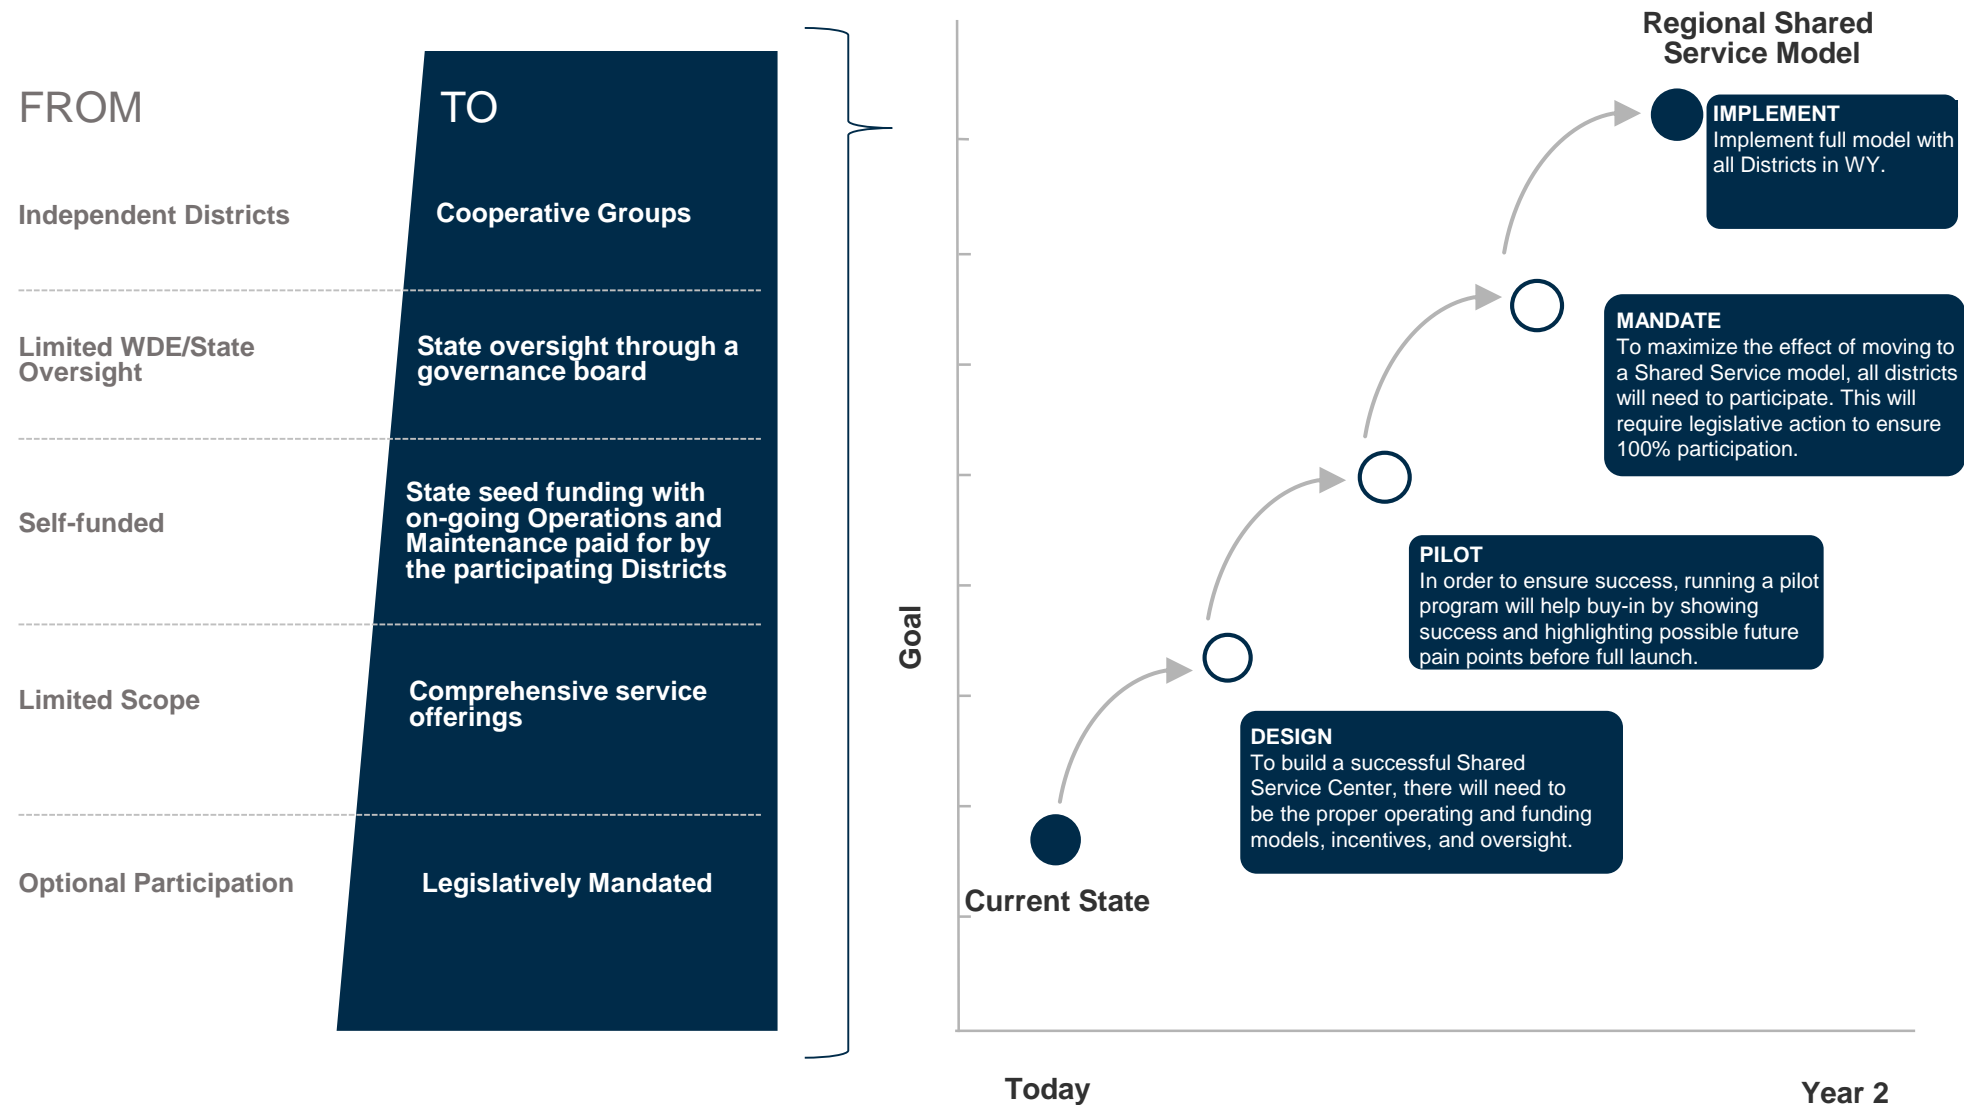 FROM
TO
Independent Districts
Cooperative Groups
Limited WDE/State
Oversight
State oversight through a
governance board
Self-funded
State seed funding with
on-going Operations and
Maintenance paid for by
the participating Districts
Limited Scope
Comprehensive service
offerings
Optional Participation
Legislatively Mandated
Goal
Regional Shared
Service Model
IMPLEMENT
Implement full model with
all Districts in WY.
MANDATE
To maximize the effect of moving to
a Shared Service model, all districts
will need to participate. This will
require legislative action to ensure
100% participation.
PILOT
In order to ensure success, running a pilot
program will help buy-in by showing
success and highlighting possible future
pain points before full launch.
DESIGN
To build a successful Shared
Service Center, there will need to
be the proper operating and funding
models, incentives, and oversight.
Current State
Today
Year 2